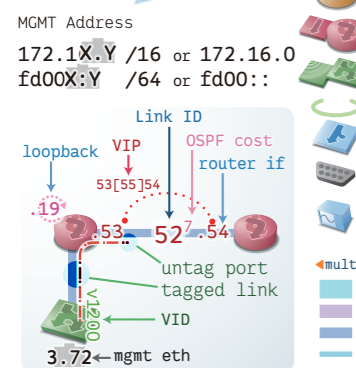 MGMT Address
172.1X.Y /16 or 172.16.0
fd00X:Y /64 or fd00::
Link ID
VIP
OSPF cost
loopback
router if
53[55]54
.19
.53
52
7
.54
untag port
tagged link
v1200
VID
3.72
mgmt eth
mult